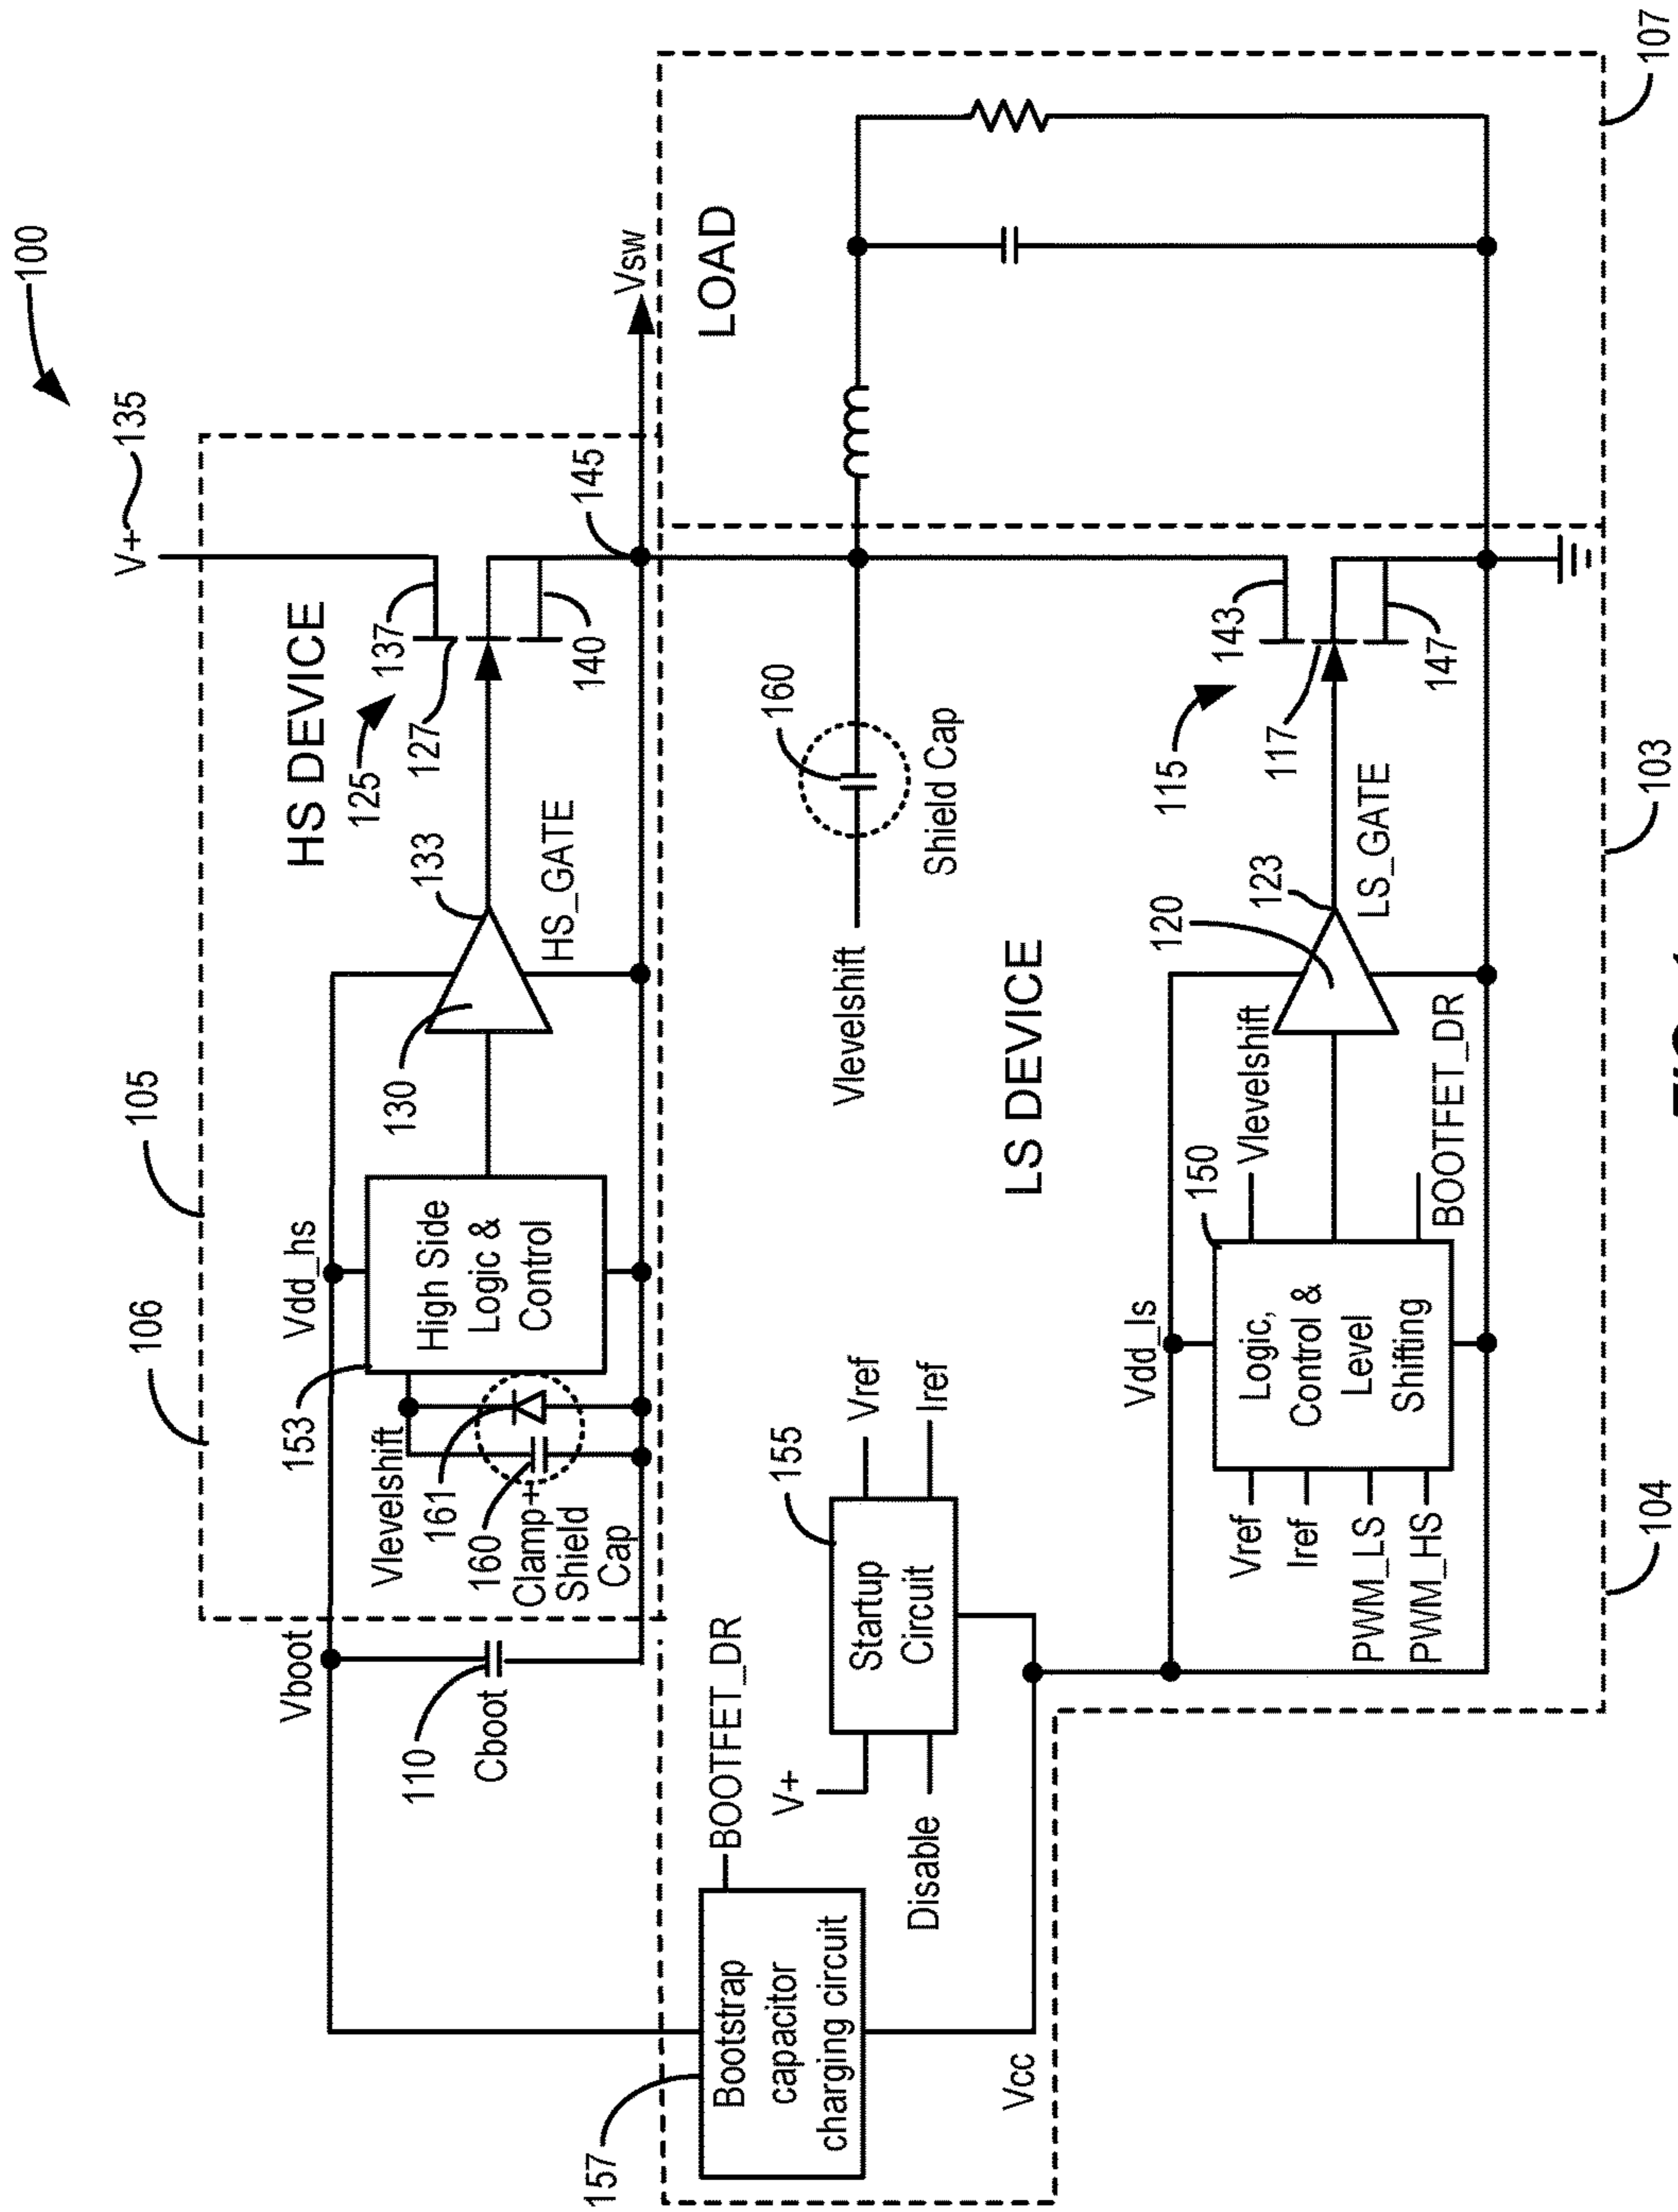 100
V+
135
105
106
HS DEVICE
125
137
127
140
133
130
HS_GATE
145
Vsw
Vdd_hs
153
High Side
Logic &
Control
Vlevelshift
161
160
Clamp+
Shield
Cap
Vboot
110
Cboot
157
Bootstrap
capacitor
charging circuit
BOOTFET_DR
Vcc
V+
Disable
155
Startup
Circuit
Vref
Iref
Vlevelshift
160
Shield Cap
LOAD
107
LS DEVICE
115
143
117
147
120
123
LS_GATE
Vdd_ls
150
Logic,
Control &
Level
Shifting
Vref
Iref
PWM_LS
PWM_HS
Vlevelshift
BOOTFET_DR
104
103